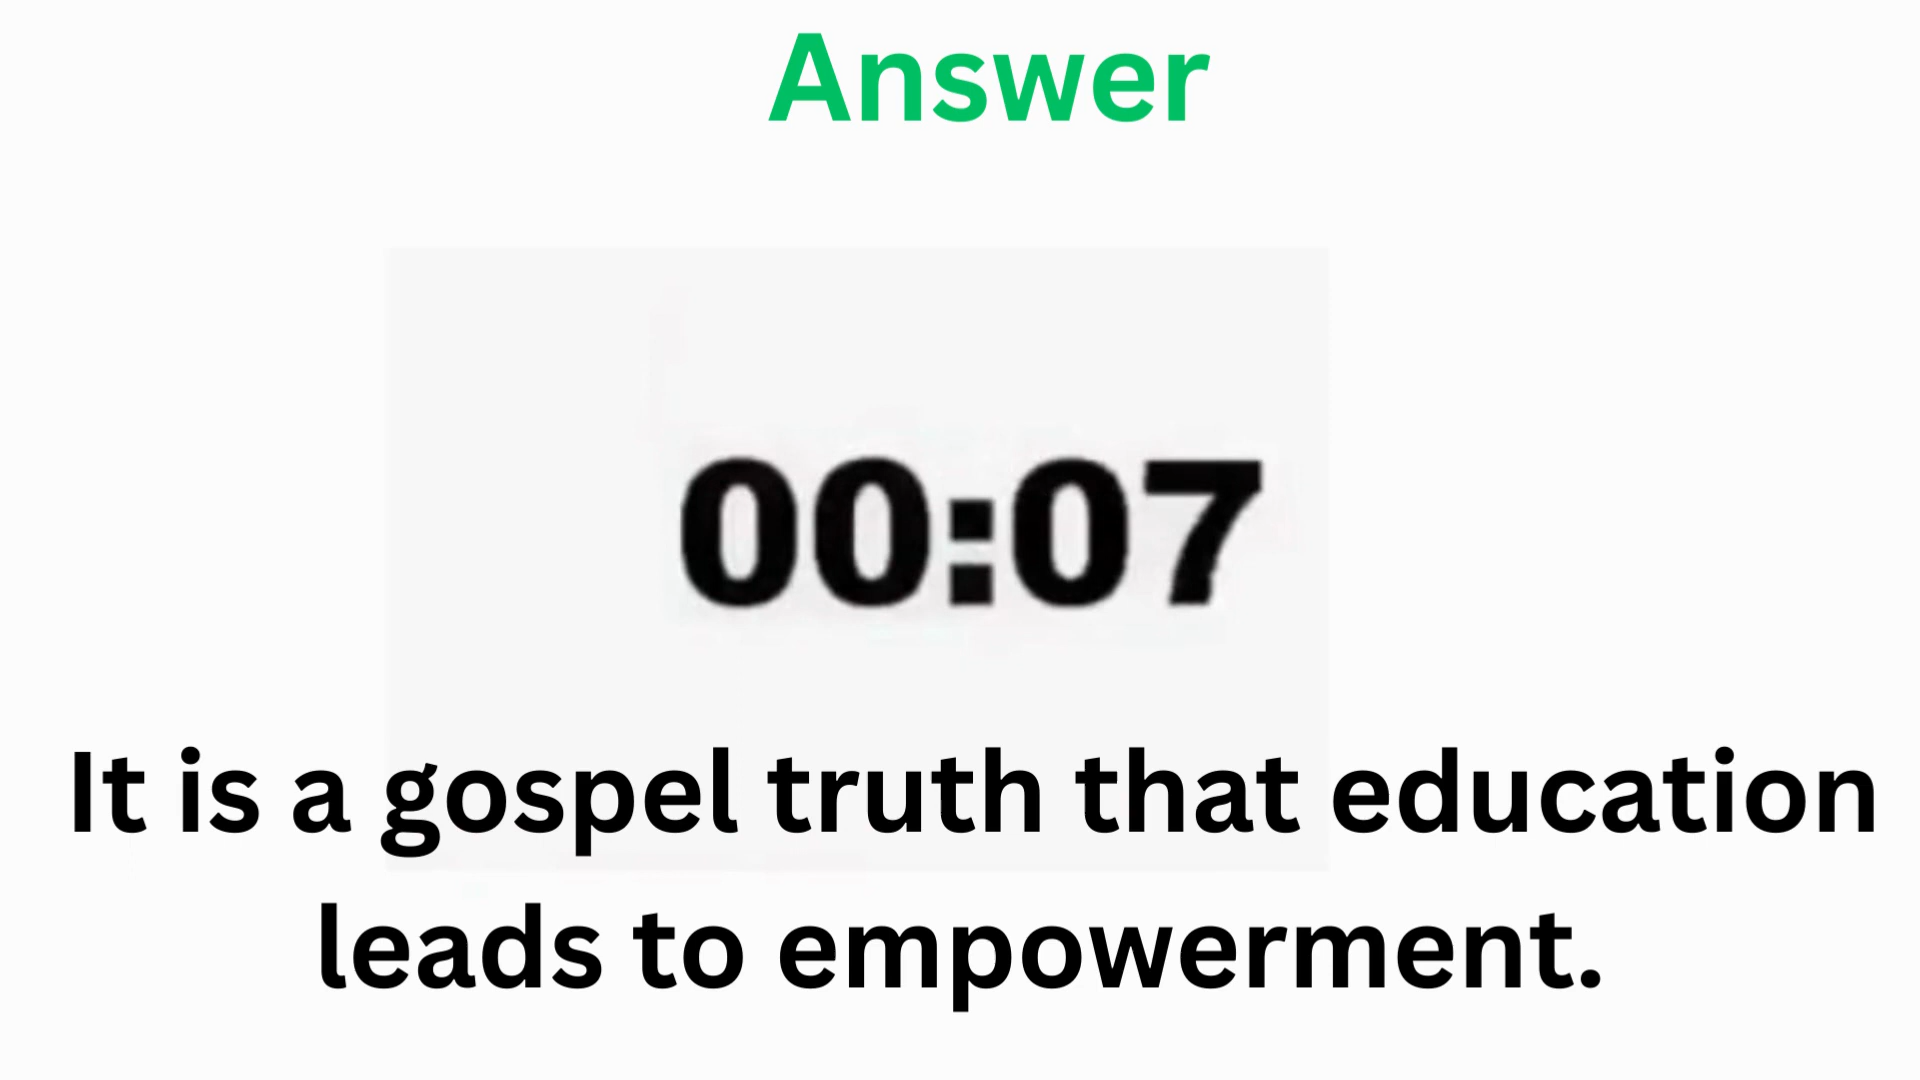 Answer
00:07
It is a gospel truth that education
leads to empowerment.